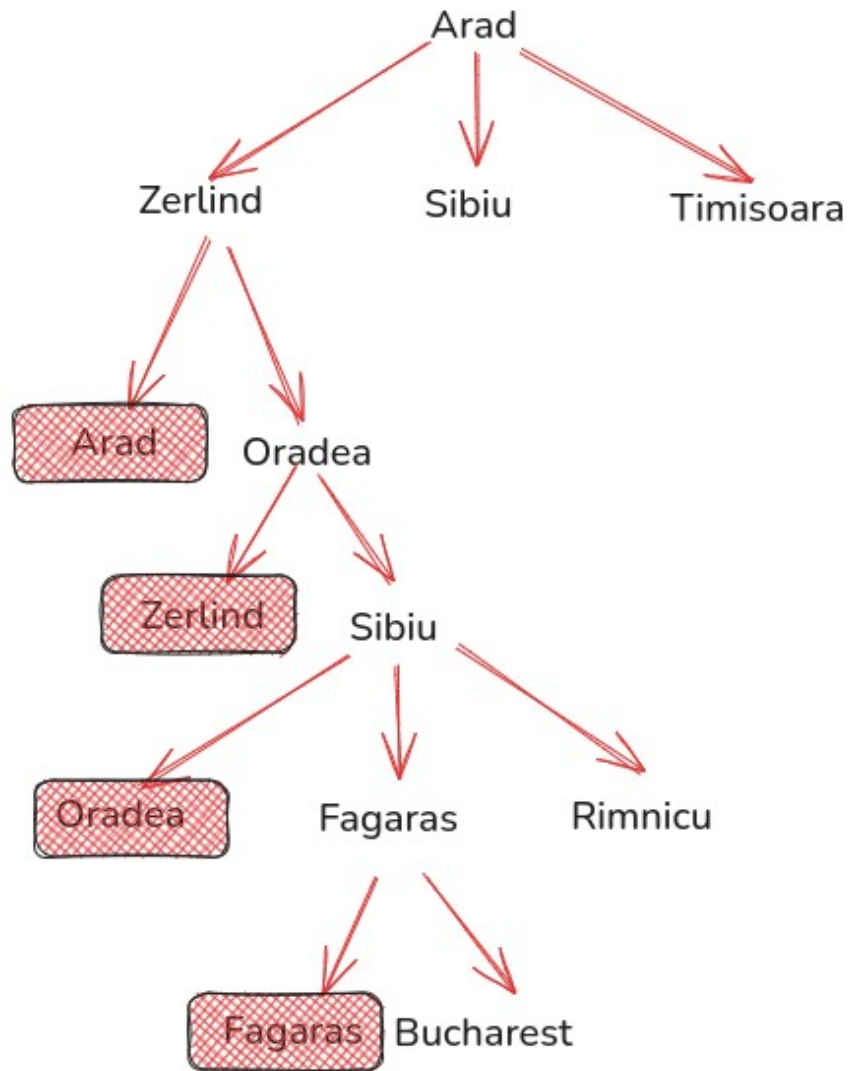 Arad
Zerlind Sibiu Timisoara
Arad Oradea
Zerlind Sibiu
Oradea Fagaras Rimnicu
Fagaras Bucharest